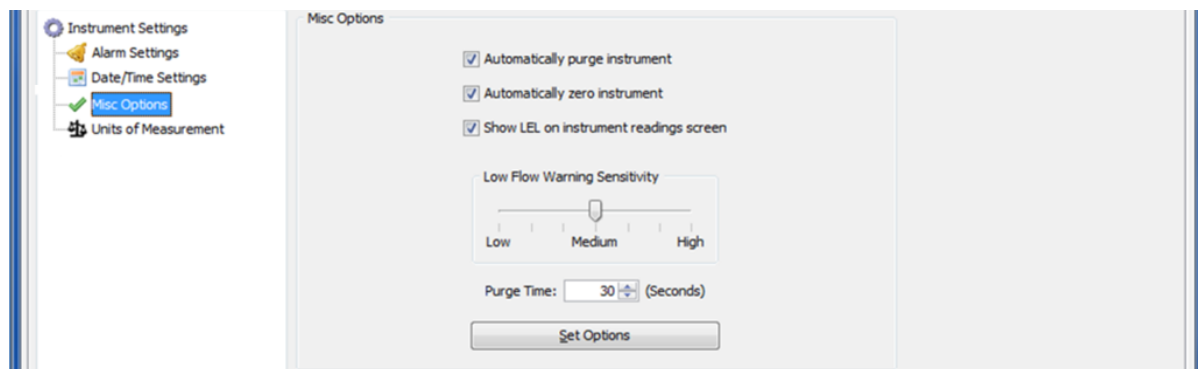 Instrument Settings
Alarm Settings
Date/Time Settings
Misc Options
Units of Measurement
Misc Options
Automatically purge instrument
Automatically zero instrument
Show LEL on instrument readings screen
Low Flow Warning Sensitivity
Low Medium High
Purge Time: 30 (Seconds)
Set Options